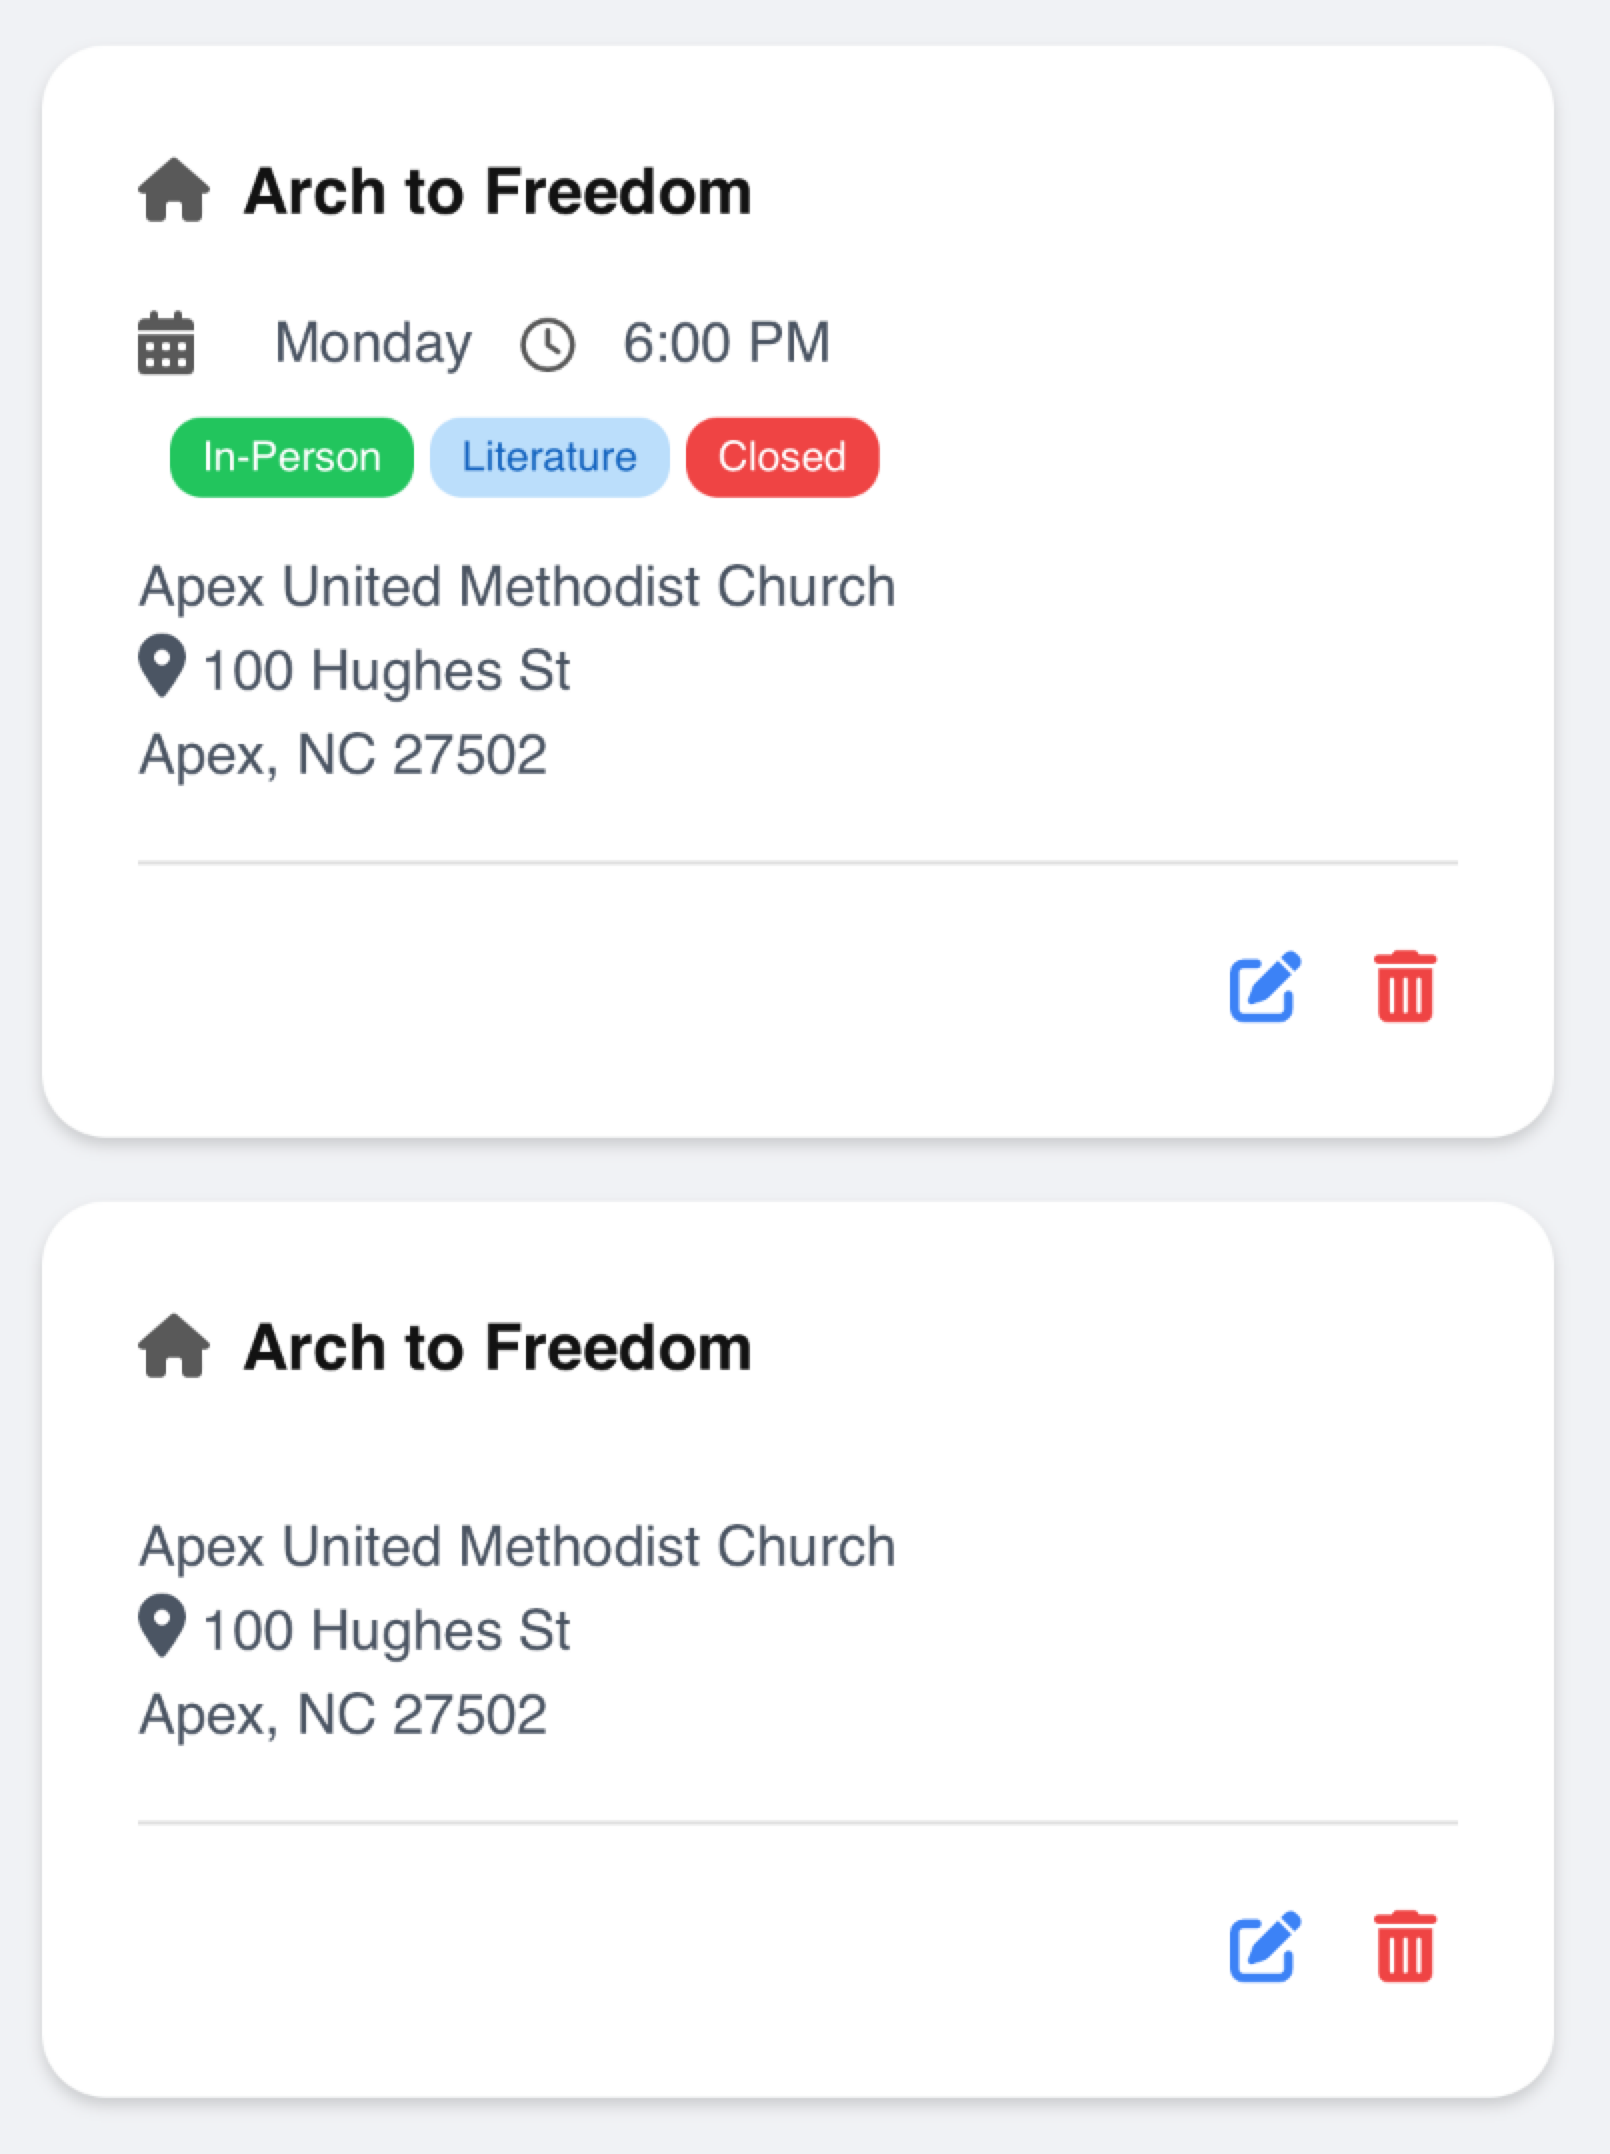 Arch to Freedom
Monday 6:00 PM
In-Person Literature Closed
Apex United Methodist Church
100 Hughes St
Apex, NC 27502
Arch to Freedom
Apex United Methodist Church
100 Hughes St
Apex, NC 27502